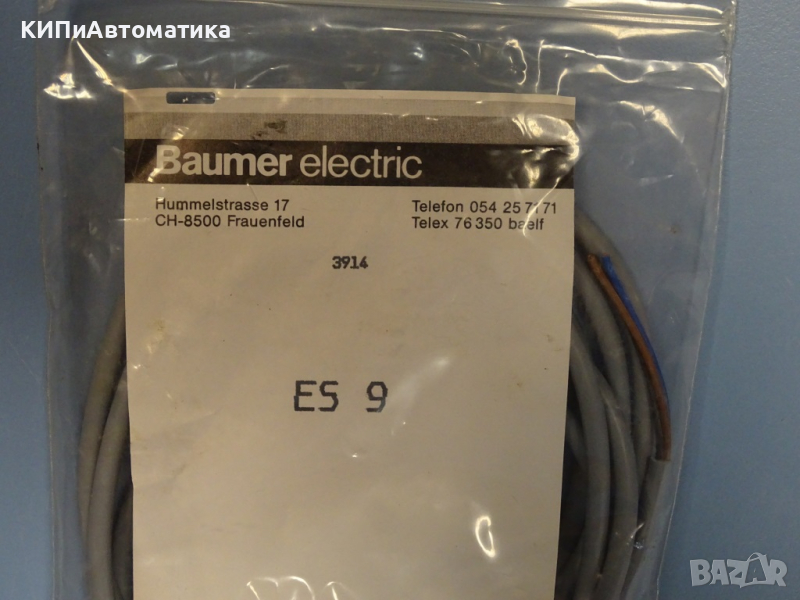 КИПиАвтоматика
Baumer electric
Hummelstrasse 17
CH-8500 Frauenfeld
Telefon 054 25 71 71
Telex 76 350 baelf
3914
ES 9
BAZAR